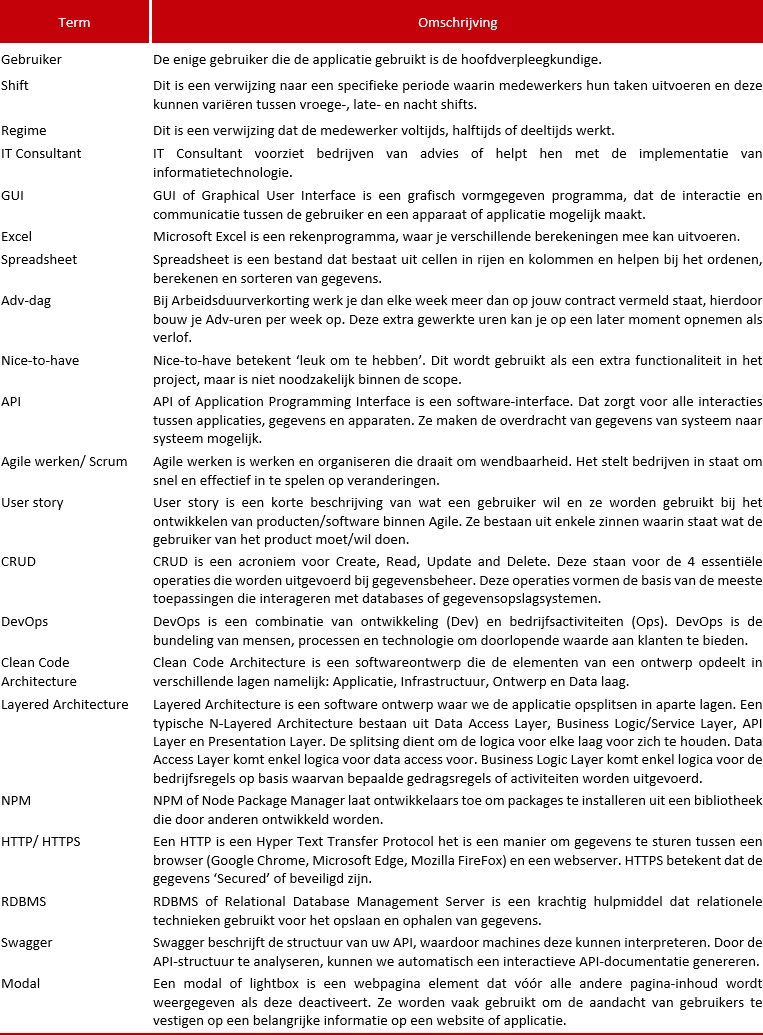 Term Omschrijving
Gebruiker De enige gebruiker die de applicatie gebruikt is de hoofdverpleegkundige.
Shift Dit is een verwijzing naar een specifieke periode waarin medewerkers hun taken uitvoeren en deze
kunnen variëren tussen vroege-, late- en nacht shifts.
Regime Dit is een verwijzing dat de medewerker voltijds, halftijds of deeltijds werkt.
IT Consultant IT Consultant voorziet bedrijven van advies of helpt hen met de implementatie van
informatietechnologie.
GUI GUI of Graphical User Interface is een grafisch vormgegeven programma, dat de interactie en
communicatie tussen de gebruiker en een apparaat of applicatie mogelijk maakt.
Excel Microsoft Excel is een rekenprogramma, waar je verschillende berekeningen mee kan uitvoeren.
Spreadsheet Spreadsheet is een bestand dat bestaat uit cellen in rijen en kolommen en helpen bij het ordenen,
berekenen en sorteren van gegevens.
Adv-dag Bij Arbeidsduurverkorting werk je dan elke week meer dan op jouw contract vermeld staat, hierdoor
bouw je Adv-uren per week op. Deze extra gewerkte uren kan je op een later moment opnemen als
verlof.
Nice-to-have Nice-to-have betekent ‘leuk om te hebben’. Dit wordt gebruikt als een extra functionaliteit in het
project, maar is niet noodzakelijk binnen de scope.
API API of Application Programming Interface is een software-interface. Dat zorgt voor alle interacties
tussen applicaties, gegevens en apparaten. Ze maken de overdracht van gegevens van systeem naar
systeem mogelijk.
Agile werken/ Scrum Agile werken is werken en organiseren die draait om wendbaarheid. Het stelt bedrijven in staat om
snel en effectief in te spelen op veranderingen.
User story User story is een korte beschrijving van wat een gebruiker wil en ze worden gebruikt bij het
ontwikkelen van producten/software binnen Agile. Ze bestaan uit enkele zinnen waarin staat wat de
gebruiker van het product moet/wil doen.
CRUD CRUD is een acroniem voor Create, Read, Update and Delete. Deze staan voor de 4 essentiële
operaties die worden uitgevoerd bij gegevensbeheer. Deze operaties vormen de basis van de meeste
toepassingen die interageren met databases of gegevensopslagsystemen.
DevOps DevOps is een combinatie van ontwikkeling (Dev) en bedrijfsactiviteiten (Ops). DevOps is de
bundeling van mensen, processen en technologie om doorlopende waarde aan klanten te bieden.
Clean Code Clean Code Architecture is een softwareontwerp die de elementen van een ontwerp opdeelt in
Architecture verschillende lagen namelijk: Applicatie, Infrastructuur, Ontwerp en Data laag.
Layered Architecture Layered Architecture is een software ontwerp waar we de applicatie opsplitsen in aparte lagen. Een
typische N-Layered Architecture bestaan uit Data Access Layer, Business Logic/Service Layer, API
Layer en Presentation Layer. De splitsing dient om de logica voor elke laag voor zich te houden. Data
Access Layer komt enkel logica voor data access voor. Business Logic Layer komt enkel logica voor de
bedrijfsregels op basis waarvan bepaalde gedragsregels of activiteiten worden uitgevoerd.
NPM NPM of Node Package Manager laat ontwikkelaars toe om packages te installeren uit een bibliotheek
die door anderen ontwikkeld worden.
HTTP/ HTTPS Een HTTP is een Hyper Text Transfer Protocol het is een manier om gegevens te sturen tussen een
browser (Google Chrome, Microsoft Edge, Mozilla FireFox) en een webserver. HTTPS betekent dat de
gegevens ‘Secured’ of beveiligd zijn.
RDBMS RDBMS of Relational Database Management Server is een krachtig hulpmiddel dat relationele
technieken gebruikt voor het opslaan en ophalen van gegevens.
Swagger Swagger beschrijft de structuur van uw API, waardoor machines deze kunnen interpreteren. Door de
API-structuur te analyseren, kunnen we automatisch een interactieve API-documentatie genereren.
Modal Een modal of lightbox is een webpagina element dat vóór alle andere pagina-inhoud wordt
weergegeven als deze deactiveert. Ze worden vaak gebruikt om de aandacht van gebruikers te
vestigen op een belangrijke informatie op een website of applicatie.